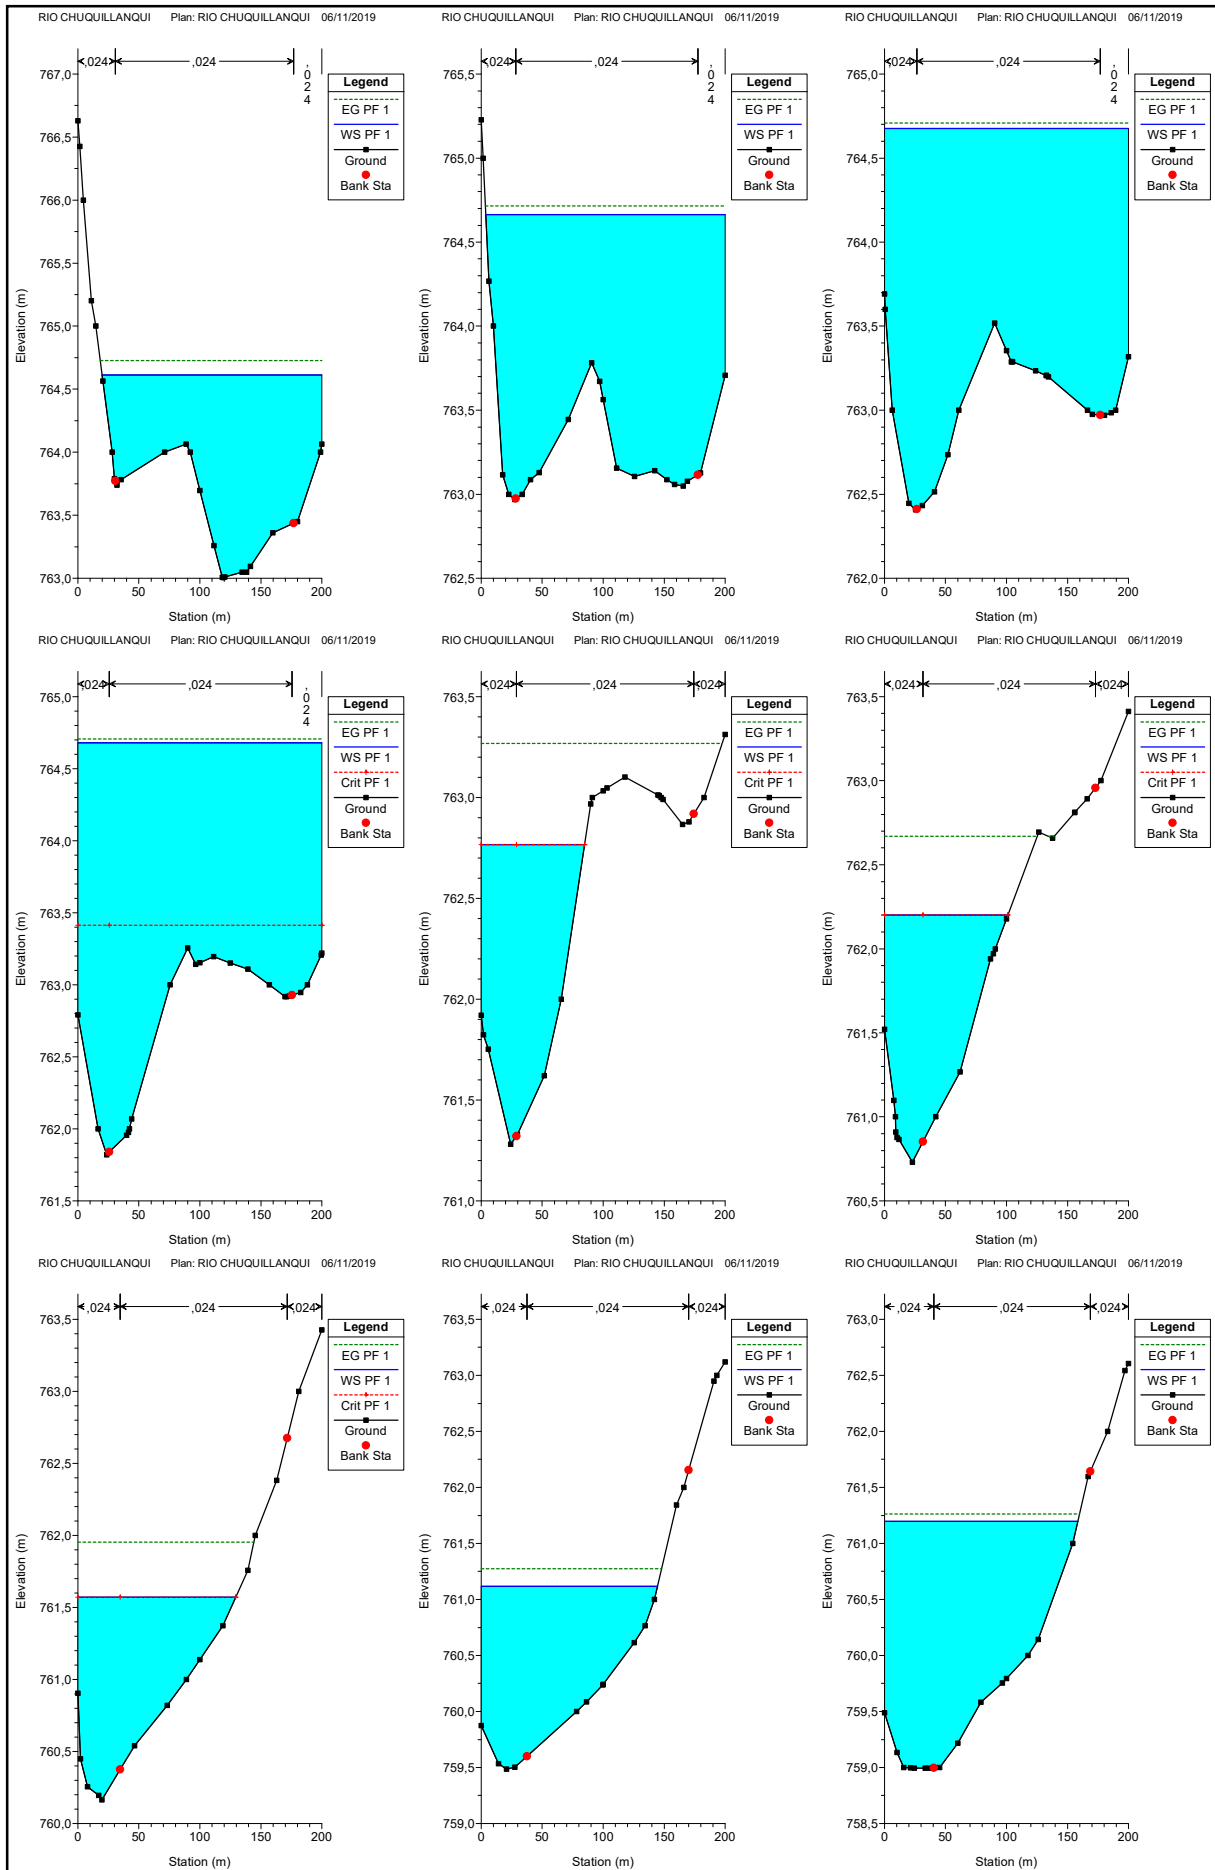 RIO CHUQUILLANQUI Plan: RIO CHUQUILLANQUI 06/11/2019
,024 ,024 ,024
Legend
EG PF 1
WS PF 1
Ground
Bank Sta
Elevation (m)
767,0
766,5
766,0
765,5
765,0
764,5
764,0
763,5
763,0
0 50 100 150 200
Station (m)
RIO CHUQUILLANQUI Plan: RIO CHUQUILLANQUI 06/11/2019
,024 ,024 ,024
Legend
EG PF 1
WS PF 1
Ground
Bank Sta
Elevation (m)
765,5
765,0
764,5
764,0
763,5
763,0
762,5
0 50 100 150 200
Station (m)
RIO CHUQUILLANQUI Plan: RIO CHUQUILLANQUI 06/11/2019
,024 ,024 ,024
Legend
EG PF 1
WS PF 1
Ground
Bank Sta
Elevation (m)
765,0
764,5
764,0
763,5
763,0
762,5
762,0
0 50 100 150 200
Station (m)
RIO CHUQUILLANQUI Plan: RIO CHUQUILLANQUI 06/11/2019
,024 ,024 ,024
Legend
EG PF 1
WS PF 1
Crit PF 1
Ground
Bank Sta
Elevation (m)
765,0
764,5
764,0
763,5
763,0
762,5
762,0
761,5
0 50 100 150 200
Station (m)
RIO CHUQUILLANQUI Plan: RIO CHUQUILLANQUI 06/11/2019
,024 ,024 ,024
Legend
EG PF 1
WS PF 1
Crit PF 1
Ground
Bank Sta
Elevation (m)
763,5
763,0
762,5
762,0
761,5
761,0
0 50 100 150 200
Station (m)
RIO CHUQUILLANQUI Plan: RIO CHUQUILLANQUI 06/11/2019
,024 ,024 ,024
Legend
EG PF 1
WS PF 1
Crit PF 1
Ground
Bank Sta
Elevation (m)
763,5
763,0
762,5
762,0
761,5
761,0
760,5
0 50 100 150 200
Station (m)
RIO CHUQUILLANQUI Plan: RIO CHUQUILLANQUI 06/11/2019
,024 ,024 ,024
Legend
EG PF 1
WS PF 1
Crit PF 1
Ground
Bank Sta
Elevation (m)
763,5
763,0
762,5
762,0
761,5
761,0
760,5
760,0
0 50 100 150 200
Station (m)
RIO CHUQUILLANQUI Plan: RIO CHUQUILLANQUI 06/11/2019
,024 ,024 ,024
Legend
EG PF 1
WS PF 1
Ground
Bank Sta
Elevation (m)
763,5
763,0
762,5
762,0
761,5
761,0
760,5
760,0
759,5
759,0
0 50 100 150 200
Station (m)
RIO CHUQUILLANQUI Plan: RIO CHUQUILLANQUI 06/11/2019
,024 ,024 ,024
Legend
EG PF 1
WS PF 1
Ground
Bank Sta
Elevation (m)
763,0
762,5
762,0
761,5
761,0
760,5
760,0
759,5
759,0
758,5
0 50 100 150 200
Station (m)